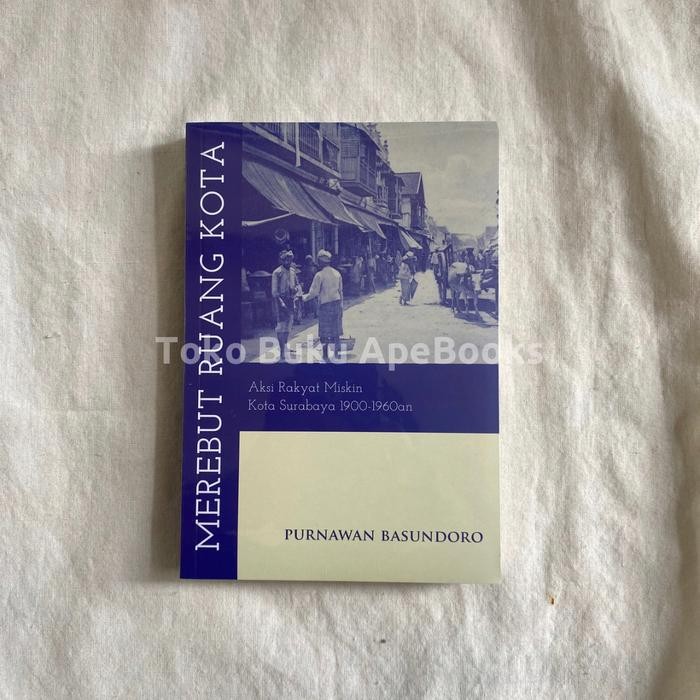 MEREBUT RUANG KOTA
Toko Buku ApeBooks
Aksi Rakyat Miskin
Kota Surabaya 1900-1960an
PURNAWAN BASUNDORO